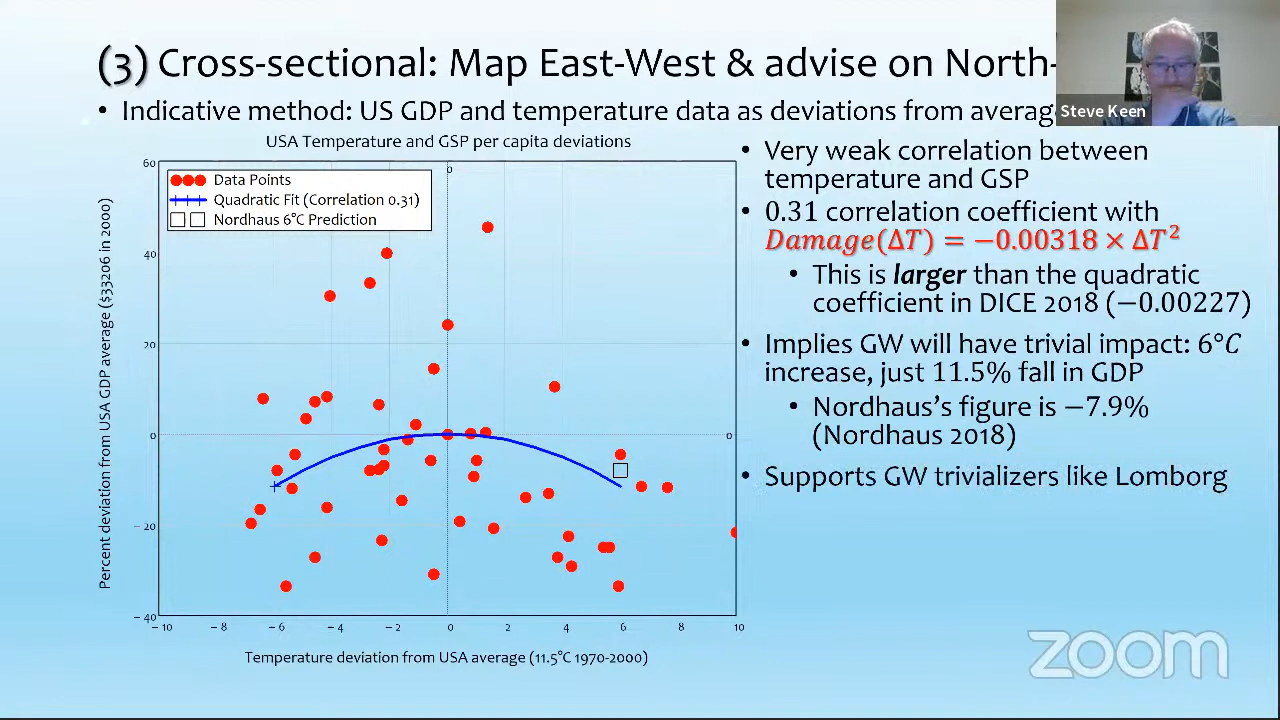 (3) Cross-sectional: Map East-West & advise on North-
• Indicative method: US GDP and temperature data as deviations from averag
Steve Keen
USA Temperature and GSP per capita deviations
Data Points
Quadratic Fit (Correlation 0.31)
Nordhaus 6°C Prediction
0
60
40
20
0
0
− 20
− 40
− 10
− 8
− 6
− 4
− 2
0
2
4
6
8
10
Percent deviation from USA GDP average ($33206 in 2000)
Temperature deviation from USA average (11.5°C 1970-2000)
• Very weak correlation between
temperature and GSP
• 0.31 correlation coefficient with
Damage(ΔT) = −0.00318 × ΔT²
• This is larger than the quadratic
coefficient in DICE 2018 (−0.00227)
• Implies GW will have trivial impact: 6°C
increase, just 11.5% fall in GDP
• Nordhaus's figure is −7.9%
(Nordhaus 2018)
• Supports GW trivializers like Lomborg
zoom